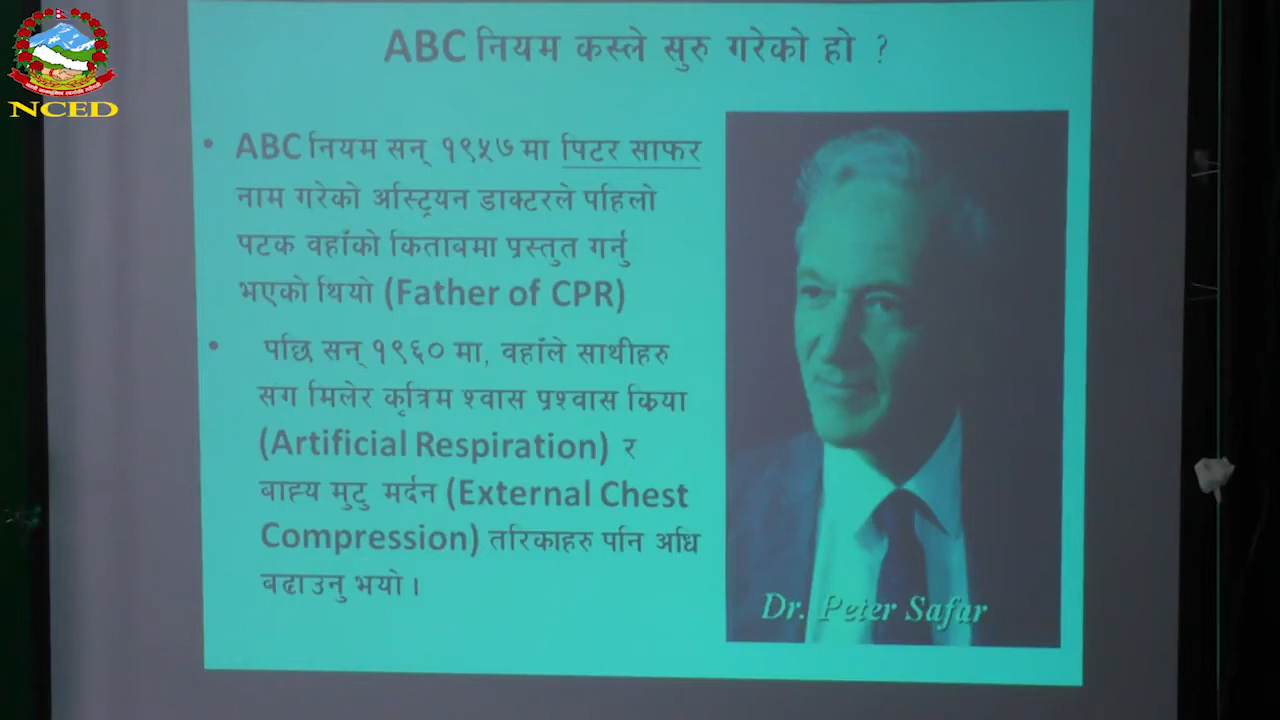 NCED
ABC नियम कस्ले सुरु गरेको हो ?
• ABC नियम सन् १९५७ मा पिटर साफर
नाम गरेको अस्ट्रियन डाक्टरले पहिलो
पटक वहाँको किताबमा प्रस्तुत गर्नु
भएको थियो (Father of CPR)
• पछि सन् १९६० मा, वहाँले साथीहरु
सग मिलेर कृत्रिम श्वास प्रश्वास क्रिया
(Artificial Respiration) र
बाह्य मुटु मर्दन (External Chest
Compression) तरिकाहरु पनि अघि
बढाउनु भयो ।
Dr. Peter Safar